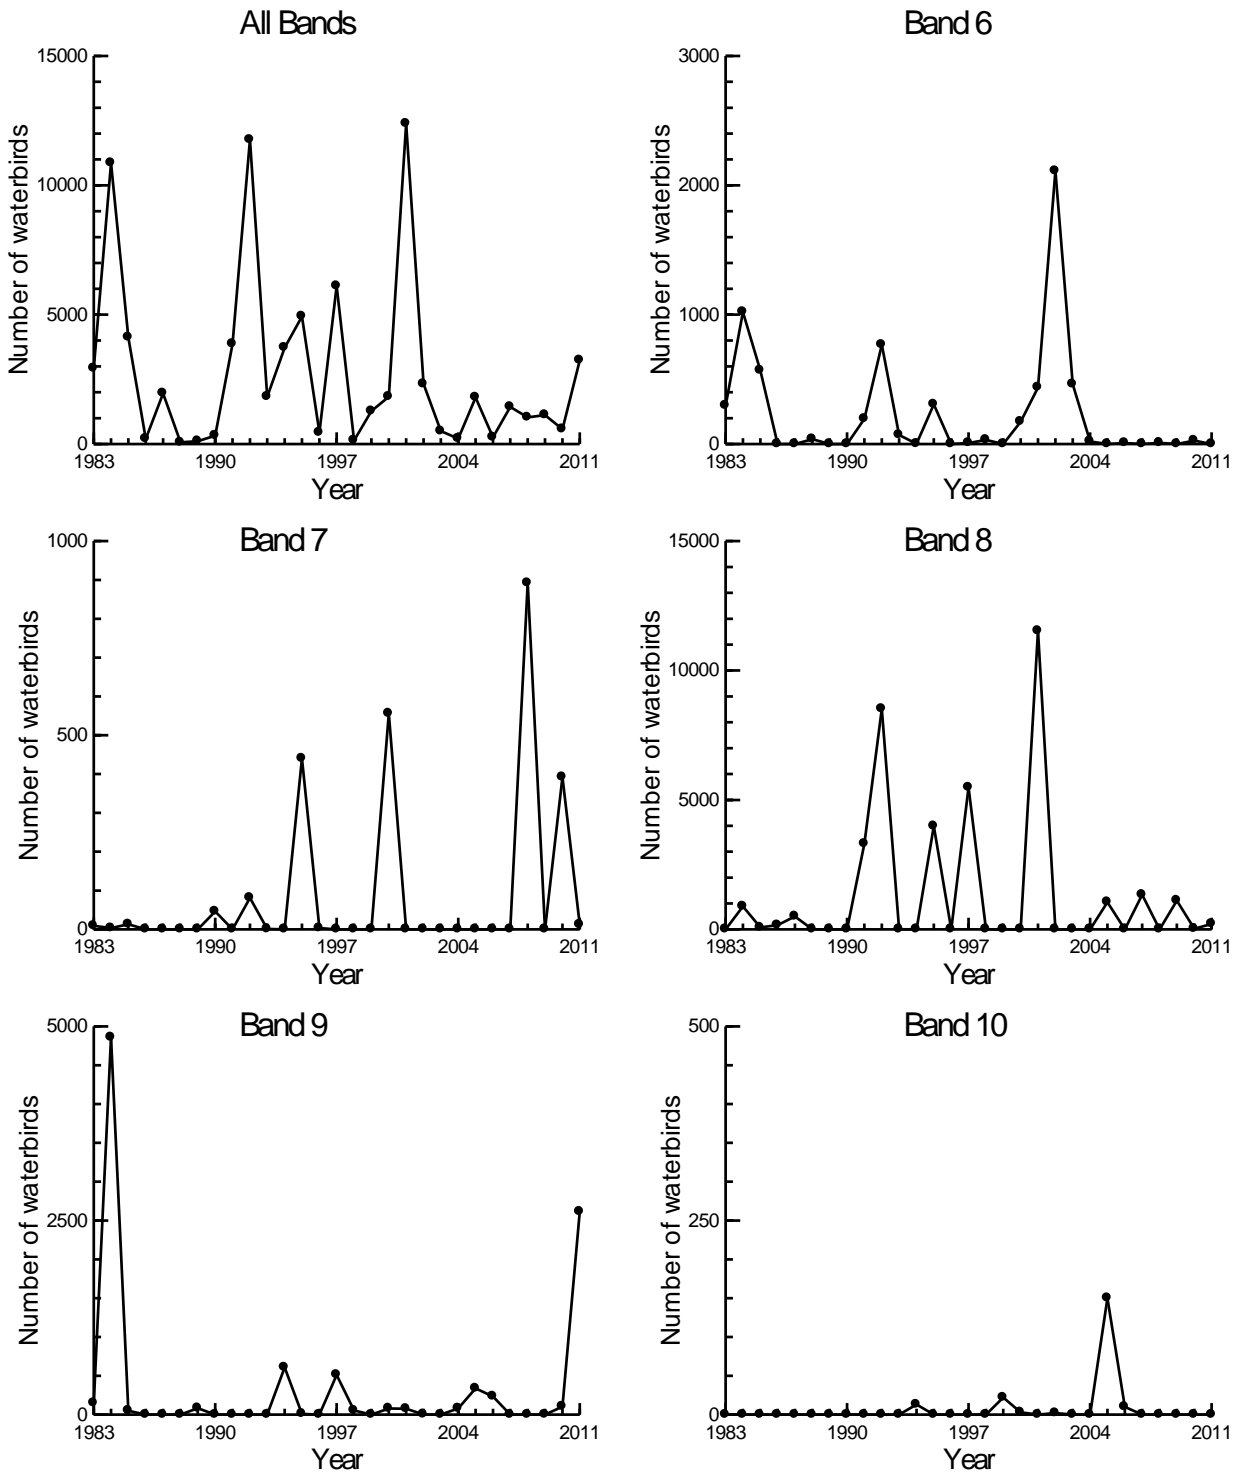 All Bands
Number of waterbirds
15000
10000
5000
0
1983
1990
1997
2004
2011
Year
Band 6
Number of waterbirds
3000
2000
1000
0
1983
1990
1997
2004
2011
Year
Band 7
Number of waterbirds
1000
500
0
1983
1990
1997
2004
2011
Year
Band 8
Number of waterbirds
15000
10000
5000
0
1983
1990
1997
2004
2011
Year
Band 9
Number of waterbirds
5000
2500
0
1983
1990
1997
2004
2011
Year
Band 10
Number of waterbirds
500
250
0
1983
1990
1997
2004
2011
Year